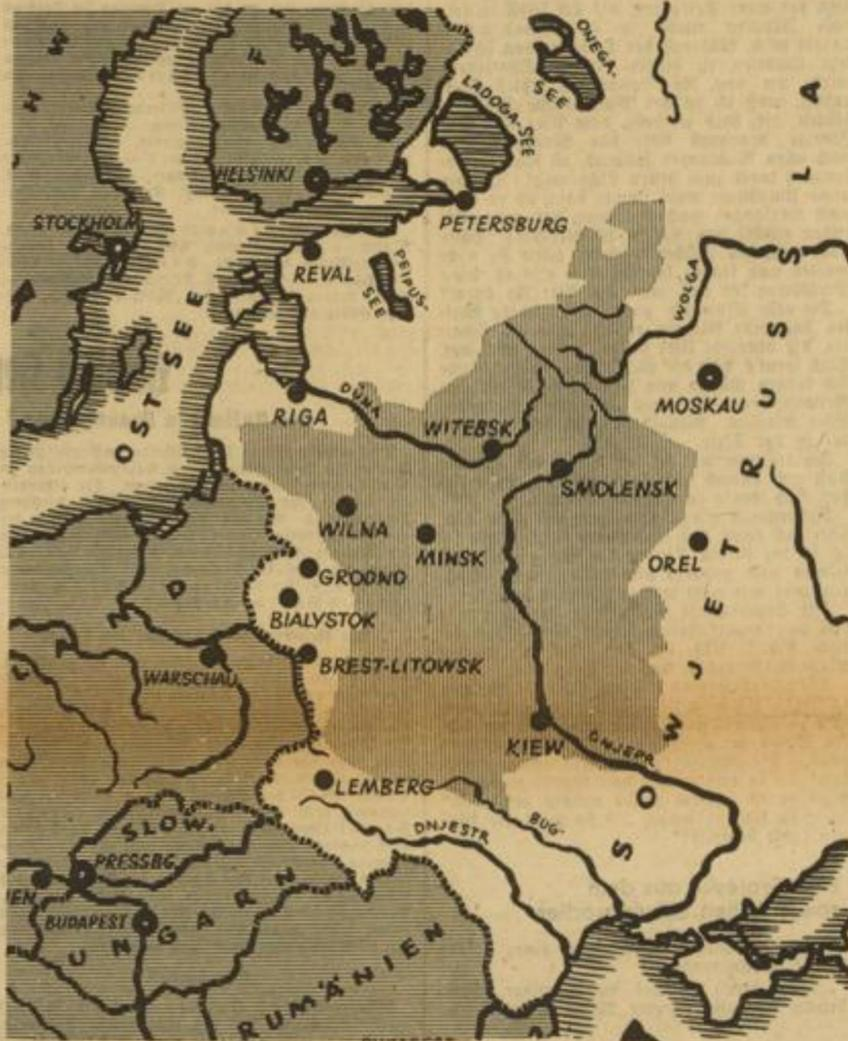 ONEGA-
SEE
LADOGA-SEE
HELSINKI
PETERSBURG
STOCKHOLM
REVAL
PEIPUS-
SEE
WOLGA
OSTSEE
MOSKAU
RIGA
DÜNA
WITEBSK
SMOLENSK
WILNA
MINSK
OREL
GRODNO
BIALYSTOK
BREST-LITOWSK
WARSCHAU
KIEW
DNJEPR
LEMBERG
DNJESTR
BUG
SOWJETRUSSLA
SLOW.
PRESSBG
IEN
BUDAPEST
UNGARN
RUMÄNIEN